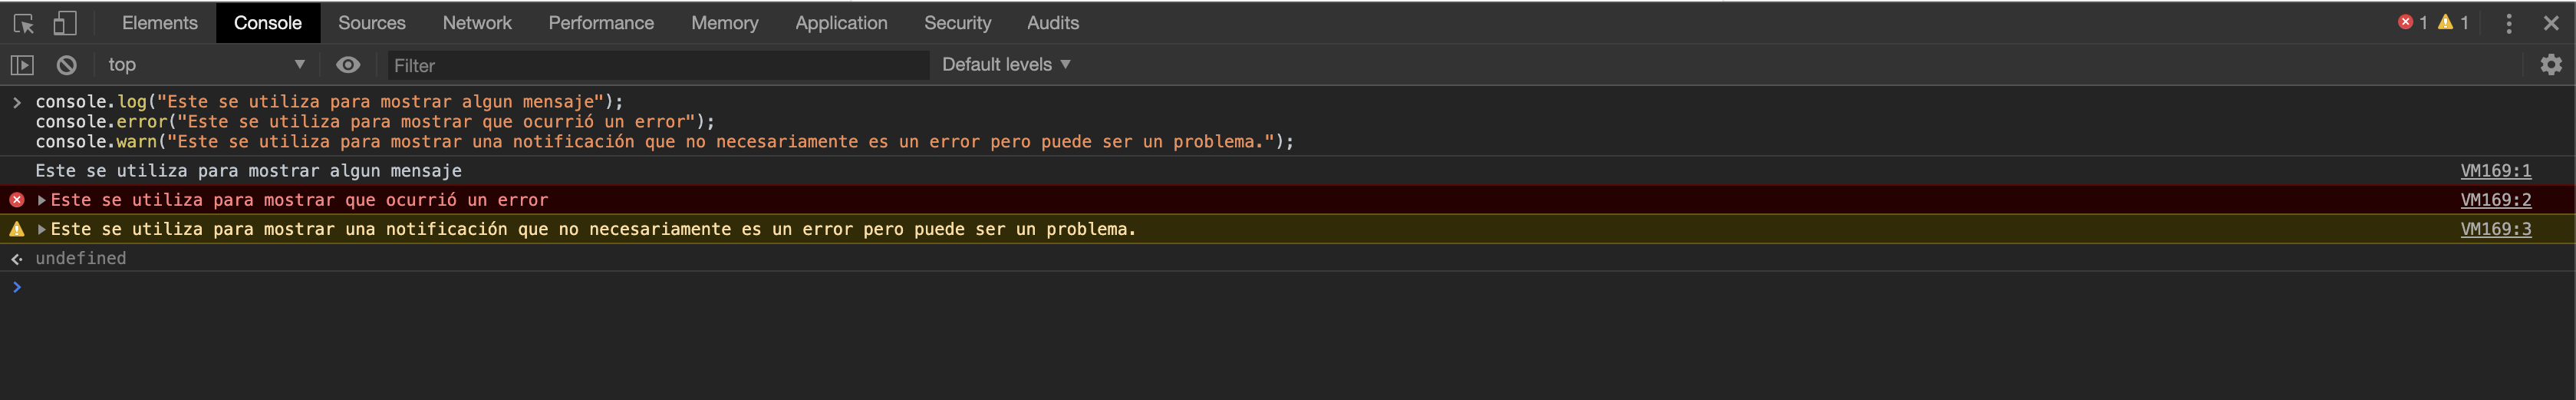 Elements Console Sources Network Performance Memory Application Security Audits 1 1
top Filter Default levels
console.log("Este se utiliza para mostrar algun mensaje");
console.error("Este se utiliza para mostrar que ocurrió un error");
console.warn("Este se utiliza para mostrar una notificación que no necesariamente es un error pero puede ser un problema.");
Este se utiliza para mostrar algun mensaje VM169:1
Este se utiliza para mostrar que ocurrió un error VM169:2
Este se utiliza para mostrar una notificación que no necesariamente es un error pero puede ser un problema. VM169:3
undefined